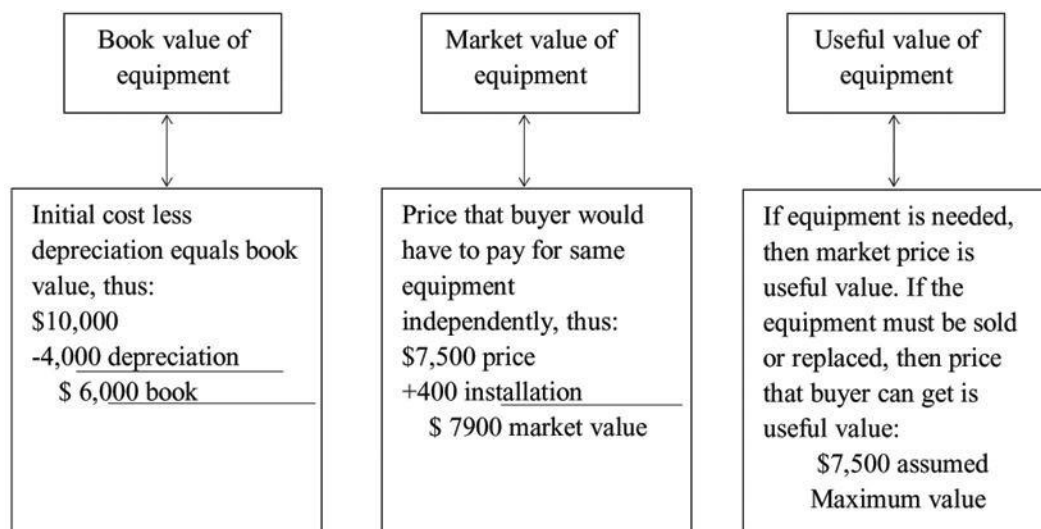 Book value of
equipment
Market value of
equipment
Useful value of
equipment
Initial cost less
depreciation equals book
value, thus:
$10,000
-4,000 depreciation
$ 6,000 book
Price that buyer would
have to pay for same
equipment
independently, thus:
$7,500 price
+400 installation
$ 7900 market value
If equipment is needed,
then market price is
useful value. If the
equipment must be sold
or replaced, then price
that buyer can get is
useful value:
$7,500 assumed
Maximum value